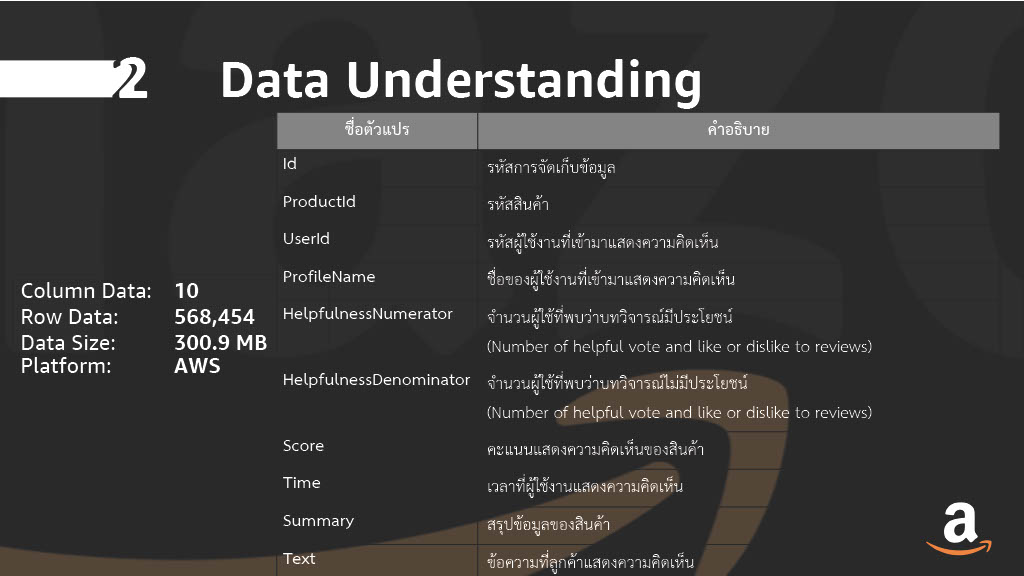 2
Data Understanding
ชื่อตัวแปร คำอธิบาย
Id รหัสการจัดเก็บข้อมูล
ProductId รหัสสินค้า
UserId รหัสผู้ใช้งานที่เข้ามาแสดงความคิดเห็น
ProfileName ชื่อของผู้ใช้งานที่เข้ามาแสดงความคิดเห็น
HelpfulnessNumerator จำนวนผู้ใช้ที่พบว่าบทวิจารณ์มีประโยชน์
(Number of helpful vote and like or dislike to reviews)
HelpfulnessDenominator จำนวนผู้ใช้ที่พบว่าบทวิจารณ์ไม่มีประโยชน์
(Number of helpful vote and like or dislike to reviews)
Score คะแนนแสดงความคิดเห็นของสินค้า
Time เวลาที่ผู้ใช้งานแสดงความคิดเห็น
Summary สรุปข้อมูลของสินค้า
Text ข้อความที่ลูกค้าแสดงความคิดเห็น
Column Data: 10
Row Data: 568,454
Data Size: 300.9 MB
Platform: AWS
a